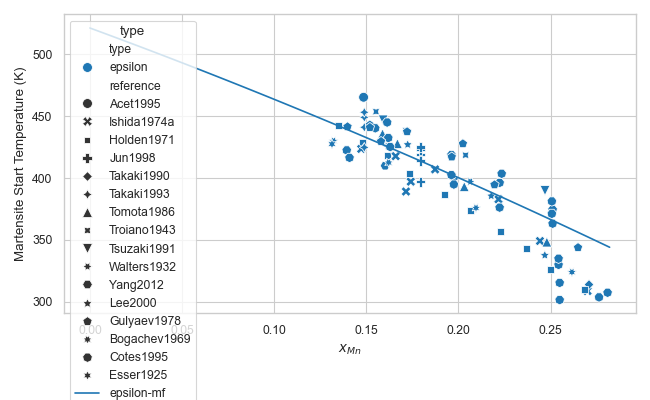 type
type
epsilon
reference
Acet1995
Ishida1974a
Holden1971
Jun1998
Takaki1990
Takaki1993
Tomota1986
Troiano1943
Tsuzaki1991
Walters1932
Yang2012
Lee2000
Gulyaev1978
Bogachev1969
Cotes1995
Esser1925
epsilon-mf
Martensite Start Temperature (K)
500
450
400
350
300
0.00 0.05 0.10 0.15 0.20 0.25
x_Mn